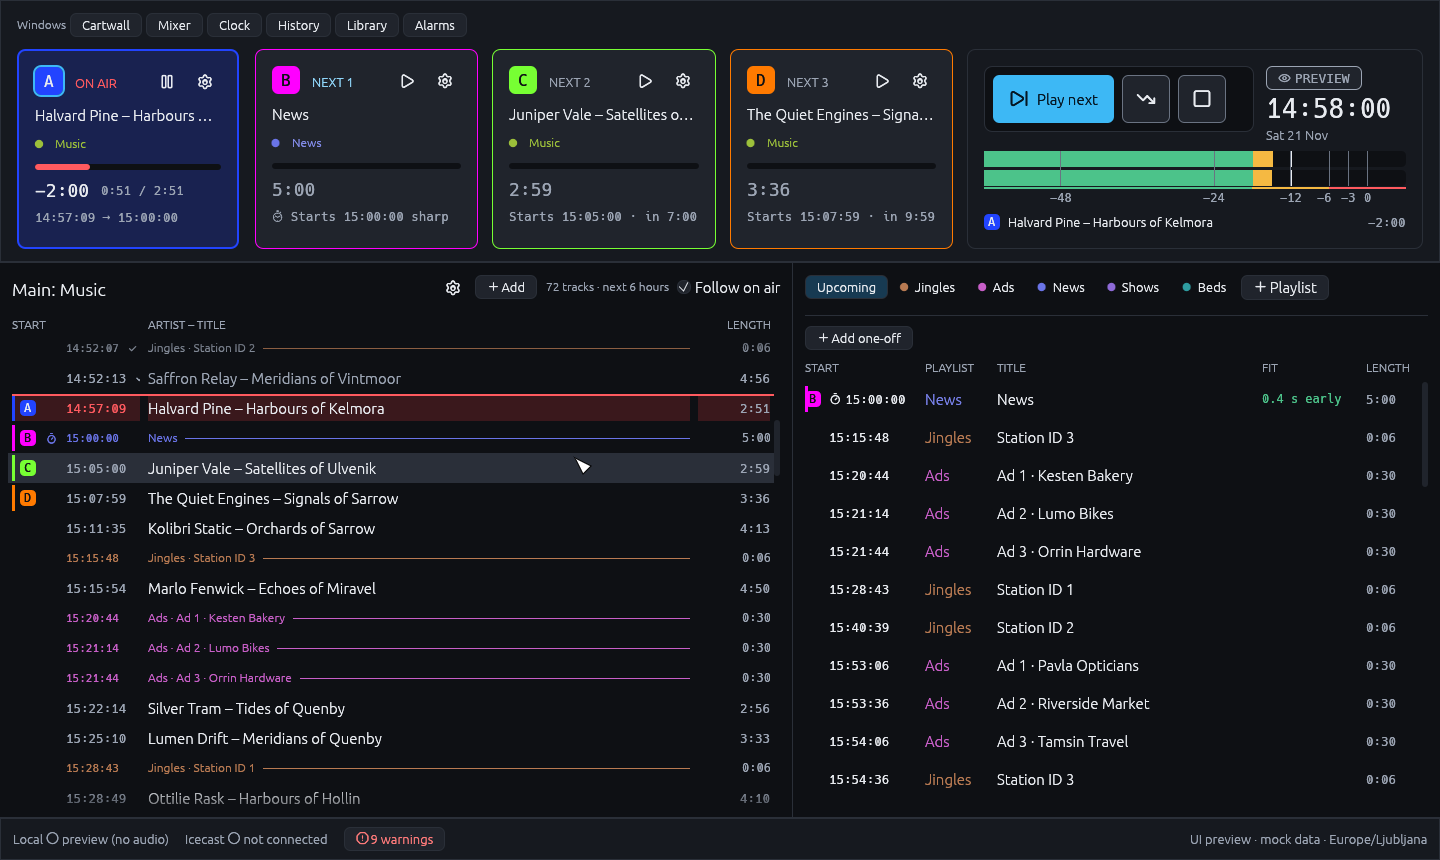 Windows Cartwall Mixer Clock History Library Alarms
A ON AIR
Halvard Pine – Harbours …
Music
−2:00 0:51 / 2:51
14:57:09 → 15:00:00
B NEXT 1
News
News
5:00
Starts 15:00:00 sharp
C NEXT 2
Juniper Vale – Satellites o…
Music
2:59
Starts 15:05:00 · in 7:00
D NEXT 3
The Quiet Engines – Signa…
Music
3:36
Starts 15:07:59 · in 9:59
Play next
PREVIEW
14:58:00
Sat 21 Nov
−48 −24 −12 −6 −3 0
A Halvard Pine – Harbours of Kelmora −2:00
Main: Music + Add 72 tracks · next 6 hours ✓ Follow on air
START ARTIST – TITLE LENGTH
14:52:07 ✓ Jingles · Station ID 2 0:06
14:52:13 Saffron Relay – Meridians of Vintmoor 4:56
A 14:57:09 Halvard Pine – Harbours of Kelmora 2:51
B 15:00:00 News 5:00
C 15:05:00 Juniper Vale – Satellites of Ulvenik 2:59
D 15:07:59 The Quiet Engines – Signals of Sarrow 3:36
15:11:35 Kolibri Static – Orchards of Sarrow 4:13
15:15:48 Jingles · Station ID 3 0:06
15:15:54 Marlo Fenwick – Echoes of Miravel 4:50
15:20:44 Ads · Ad 1 · Kesten Bakery 0:30
15:21:14 Ads · Ad 2 · Lumo Bikes 0:30
15:21:44 Ads · Ad 3 · Orrin Hardware 0:30
15:22:14 Silver Tram – Tides of Quenby 2:56
15:25:10 Lumen Drift – Meridians of Quenby 3:33
15:28:43 Jingles · Station ID 1 0:06
15:28:49 Ottilie Rask – Harbours of Hollin 4:10
Upcoming Jingles Ads News Shows Beds + Playlist
+ Add one-off
START PLAYLIST TITLE FIT LENGTH
B 15:00:00 News News 0.4 s early 5:00
15:15:48 Jingles Station ID 3 0:06
15:20:44 Ads Ad 1 · Kesten Bakery 0:30
15:21:14 Ads Ad 2 · Lumo Bikes 0:30
15:21:44 Ads Ad 3 · Orrin Hardware 0:30
15:28:43 Jingles Station ID 1 0:06
15:40:39 Jingles Station ID 2 0:06
15:53:06 Ads Ad 1 · Pavla Opticians 0:30
15:53:36 Ads Ad 2 · Riverside Market 0:30
15:54:06 Ads Ad 3 · Tamsin Travel 0:30
15:54:36 Jingles Station ID 3 0:06
Local preview (no audio) Icecast not connected 9 warnings UI preview · mock data · Europe/Ljubljana